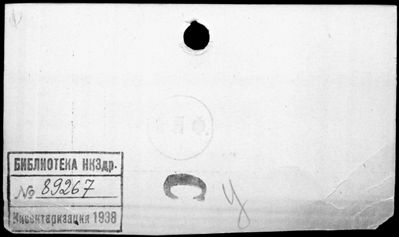 БИБЛИОТЕКА НКЗдр.
№ 89267
Инвентаризация 1938
С у